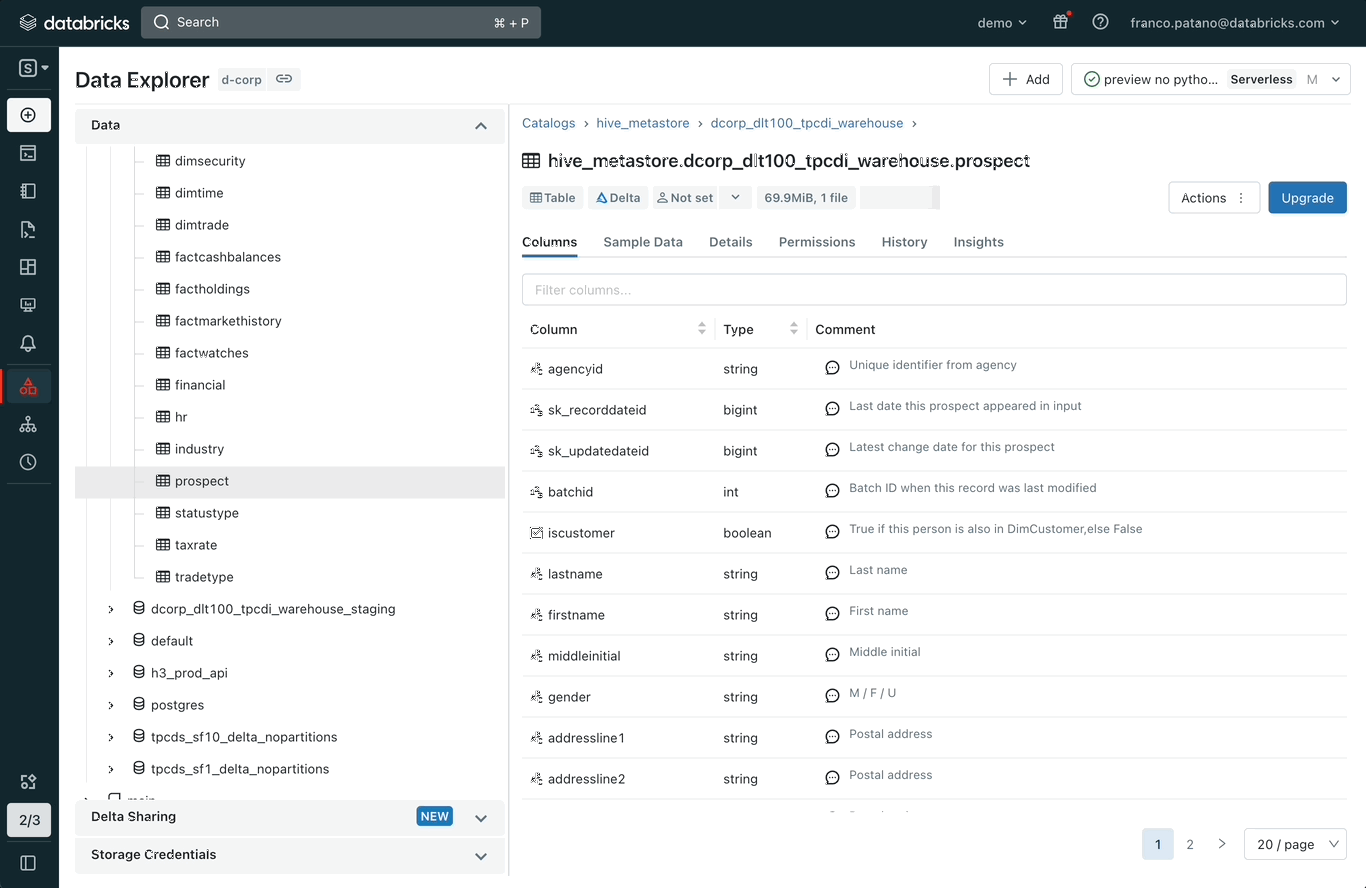 databricks
Search
⌘ + P
demo
franco.patano@databricks.com
S
Data Explorer
d-corp
Add
preview no pytho...
Serverless
M
Data
dimsecurity
dimtime
dimtrade
factcashbalances
factholdings
factmarkethistory
factwatches
financial
hr
industry
prospect
statustype
taxrate
tradetype
dcorp_dlt100_tpcdi_warehouse_staging
default
h3_prod_api
postgres
tpcds_sf10_delta_nopartitions
tpcds_sf1_delta_nopartitions
Delta Sharing
NEW
Storage Credentials
2/3
Catalogs › hive_metastore › dcorp_dlt100_tpcdi_warehouse ›
hive_metastore.dcorp_dlt100_tpcdi_warehouse.prospect
Table
Delta
Not set
69.9MiB, 1 file
Actions
Upgrade
Columns Sample Data Details Permissions History Insights
Filter columns...
Column Type Comment
agencyid string Unique identifier from agency
sk_recorddateid bigint Last date this prospect appeared in input
sk_updatedateid bigint Latest change date for this prospect
batchid int Batch ID when this record was last modified
iscustomer boolean True if this person is also in DimCustomer,else False
lastname string Last name
firstname string First name
middleinitial string Middle initial
gender string M / F / U
addressline1 string Postal address
addressline2 string Postal address
1 2 20 / page